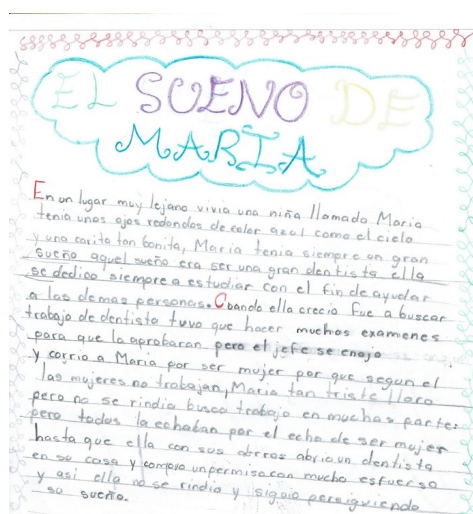 EL SUENO DE
MARIA
En un lugar muy lejano vivia una niña llamada Maria
tenia unos ojos redondos de color azul como el cielo
y una carita tan bonita, Maria tenia siempre un gran
sueño aquel sueño era ser una gran dentista ella
se dedico siempre a estudiar con el fin de ayudar
a las demas personas. Cuando ella crecio fue a buscar
trabajo de dentista tuvo que hacer muchos examenes
para que la aprobaran pero el jefe se enojo
y corrio a Maria por ser mujer por que segun el
las mujeres no trabajan, Maria tan triste lloro
pero no se rindio busco trabajo en muchas partes
pero todos la echaban por el echo de ser mujer
hasta que ella con sus aorros abrio un dentista
en su casa y compro un permiso con mucho esfuerso
y asi ella no se rindio y siguio persiguiendo
su sueño.